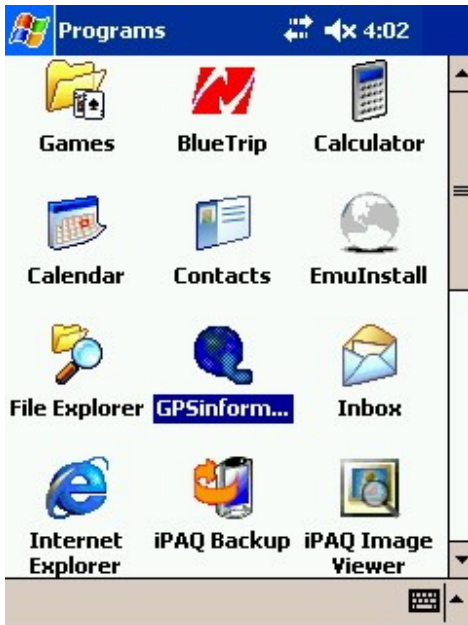 Programs 4:02
Games BlueTrip Calculator
Calendar Contacts EmuInstall
File Explorer GPSinform... Inbox
Internet Explorer iPAQ Backup iPAQ Image Viewer